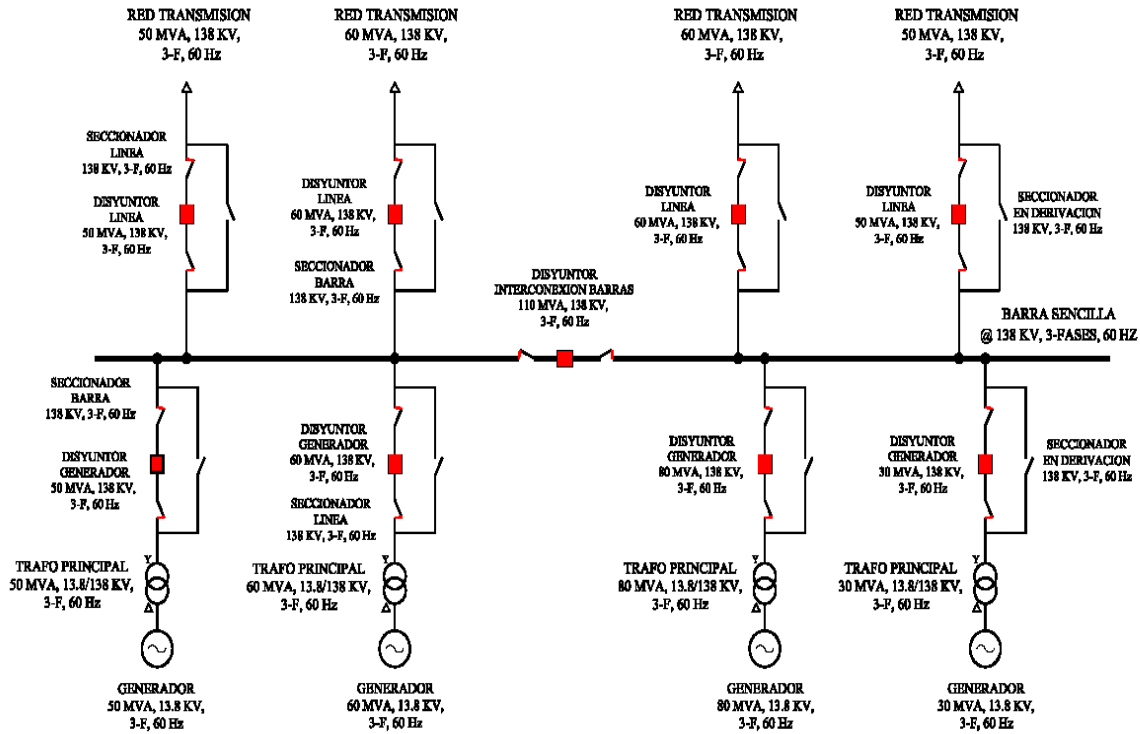 RED TRANSMISION
50 MVA, 138 KV,
3-F, 60 Hz
RED TRANSMISION
60 MVA, 138 KV,
3-F, 60 Hz
RED TRANSMISION
60 MVA, 138 KV,
3-F, 60 Hz
RED TRANSMISION
50 MVA, 138 KV,
3-F, 60 Hz
SECCIONADOR
LINEA
138 KV, 3-F, 60 Hz
DISYUNTOR
LINEA
50 MVA, 138 KV,
3-F, 60 Hz
DISYUNTOR
LINEA
60 MVA, 138 KV,
3-F, 60 Hz
SECCIONADOR
BARRA
138 KV, 3-F, 60 Hz
DISYUNTOR
LINEA
60 MVA, 138 KV,
3-F, 60 Hz
DISYUNTOR
LINEA
50 MVA, 138 KV,
3-F, 60 Hz
SECCIONADOR
EN DERIVACION
138 KV, 3-F, 60 Hz
DISYUNTOR
INTERCONEXION BARRAS
110 MVA, 138 KV,
3-F, 60 Hz
BARRA SENCILLA
@ 138 KV, 3-FASES, 60 HZ
SECCIONADOR
BARRA
138 KV, 3-F, 60 Hz
DISYUNTOR
GENERADOR
50 MVA, 138 KV,
3-F, 60 Hz
DISYUNTOR
GENERADOR
60 MVA, 138 KV,
3-F, 60 Hz
SECCIONADOR
LINEA
138 KV, 3-F, 60 Hz
DISYUNTOR
GENERADOR
80 MVA, 138 KV,
3-F, 60 Hz
DISYUNTOR
GENERADOR
30 MVA, 138 KV,
3-F, 60 Hz
SECCIONADOR
EN DERIVACION
138 KV, 3-F, 60 Hz
TRAFO PRINCIPAL
50 MVA, 13.8/138 KV,
3-F, 60 Hz
Y
Δ
TRAFO PRINCIPAL
60 MVA, 13.8/138 KV,
3-F, 60 Hz
Y
Δ
TRAFO PRINCIPAL
80 MVA, 13.8/138 KV,
3-F, 60 Hz
Y
Δ
TRAFO PRINCIPAL
30 MVA, 13.8/138 KV,
3-F, 60 Hz
Y
Δ
GENERADOR
50 MVA, 13.8 KV,
3-F, 60 Hz
GENERADOR
60 MVA, 13.8 KV,
3-F, 60 Hz
GENERADOR
80 MVA, 13.8 KV,
3-F, 60 Hz
GENERADOR
30 MVA, 13.8 KV,
3-F, 60 Hz